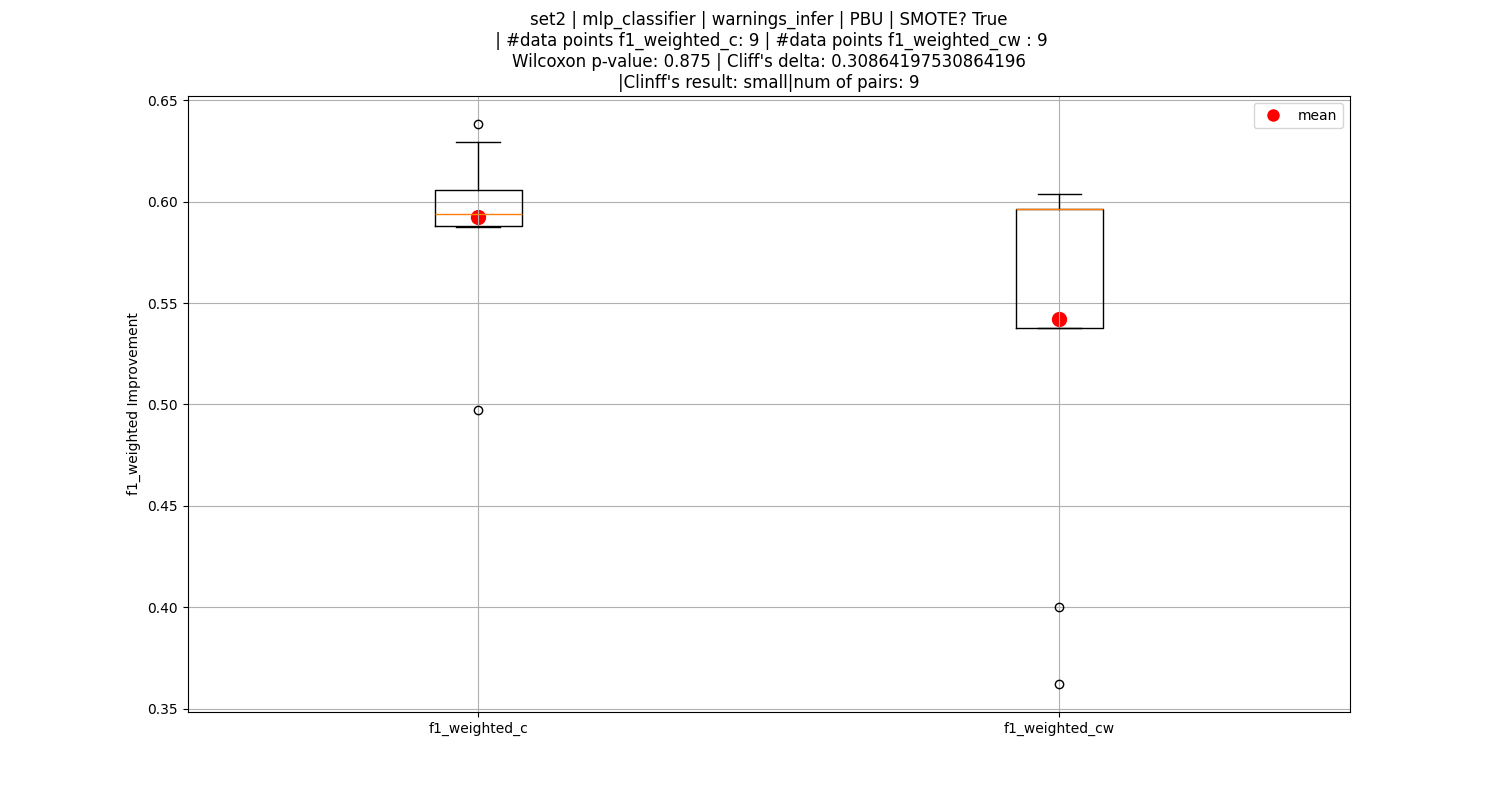 set2 | mlp_classifier | warnings_infer | PBU | SMOTE? True
| #data points f1_weighted_c: 9 | #data points f1_weighted_cw : 9
Wilcoxon p-value: 0.875 | Cliff's delta: 0.30864197530864196
|Clinff's result: small|num of pairs: 9
mean
f1_weighted Improvement
0.65
0.60
0.55
0.50
0.45
0.40
0.35
f1_weighted_c
f1_weighted_cw